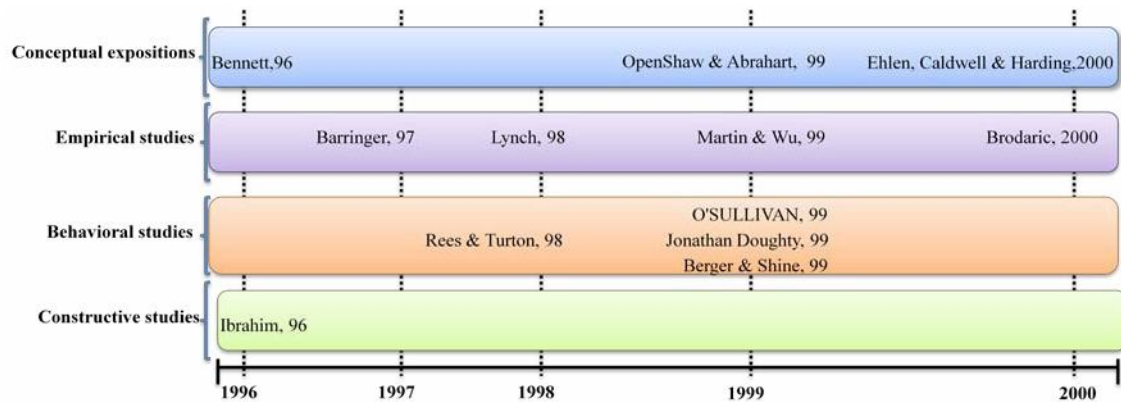 Conceptual expositions
Bennett,96
OpenShaw & Abrahart, 99
Ehlen, Caldwell & Harding,2000
Empirical studies
Barringer, 97
Lynch, 98
Martin & Wu, 99
Brodaric, 2000
Behavioral studies
O'SULLIVAN, 99
Rees & Turton, 98
Jonathan Doughty, 99
Berger & Shine, 99
Constructive studies
Ibrahim, 96
1996
1997
1998
1999
2000